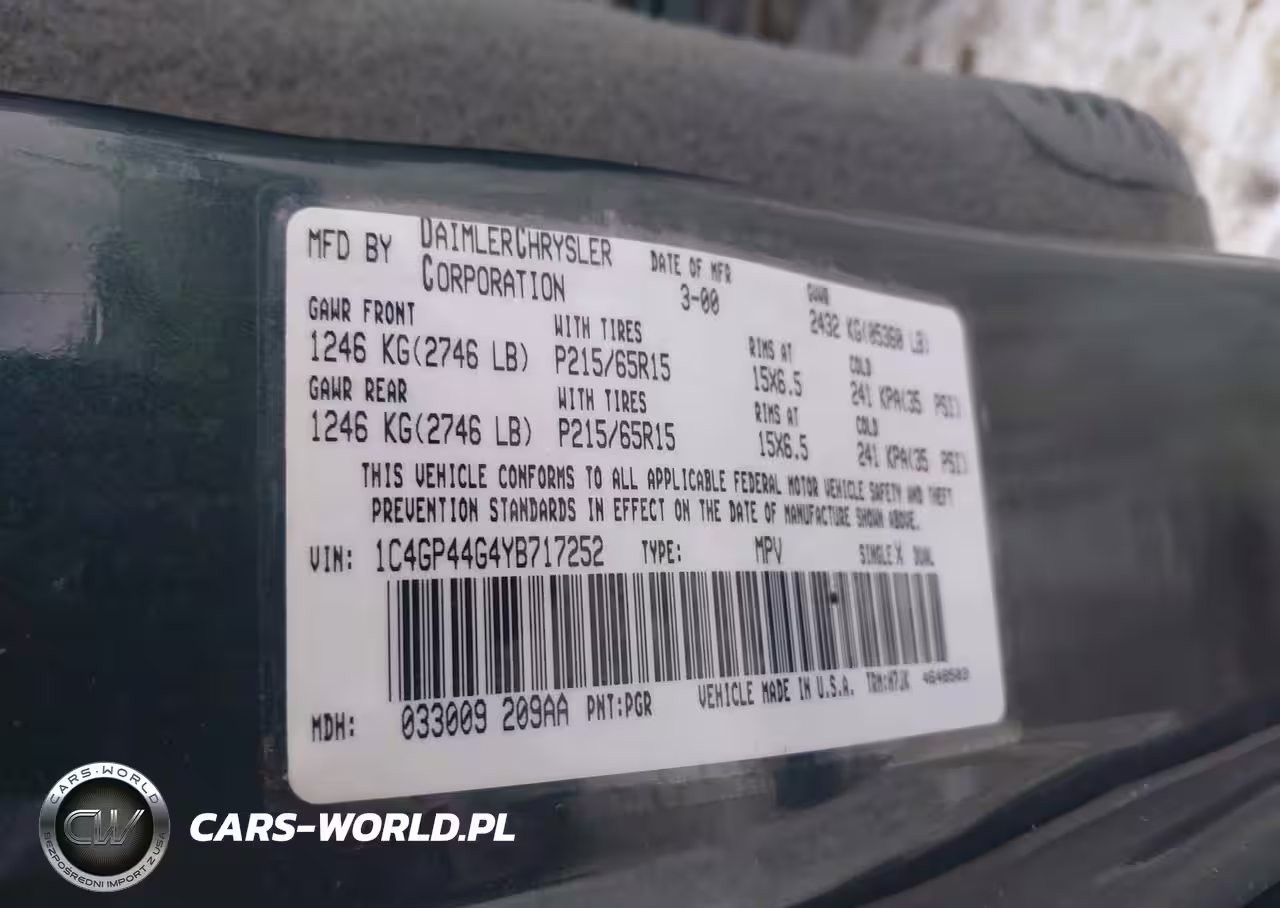 MFD BY DAIMLERCHRYSLER CORPORATION DATE OF MFR 3-00 GVWR 2432 KG(05360 LB)
GAWR FRONT WITH TIRES RIMS AT COLD
1246 KG(2746 LB) P215/65R15 15X6.5 241 KPA(35 PSI)
GAWR REAR WITH TIRES RIMS AT COLD
1246 KG(2746 LB) P215/65R15 15X6.5 241 KPA(35 PSI)
THIS VEHICLE CONFORMS TO ALL APPLICABLE FEDERAL MOTOR VEHICLE SAFETY AND THEFT
PREVENTION STANDARDS IN EFFECT ON THE DATE OF MANUFACTURE SHOWN ABOVE.
VIN: 1C4GP44G4YB717252 TYPE: MPV SINGLE X DUAL
MDH: 033009 209AA PNT:PGR VEHICLE MADE IN U.S.A.
CARS-WORLD
CW
BEZPOŚREDNI IMPORT Z USA
CARS-WORLD.PL